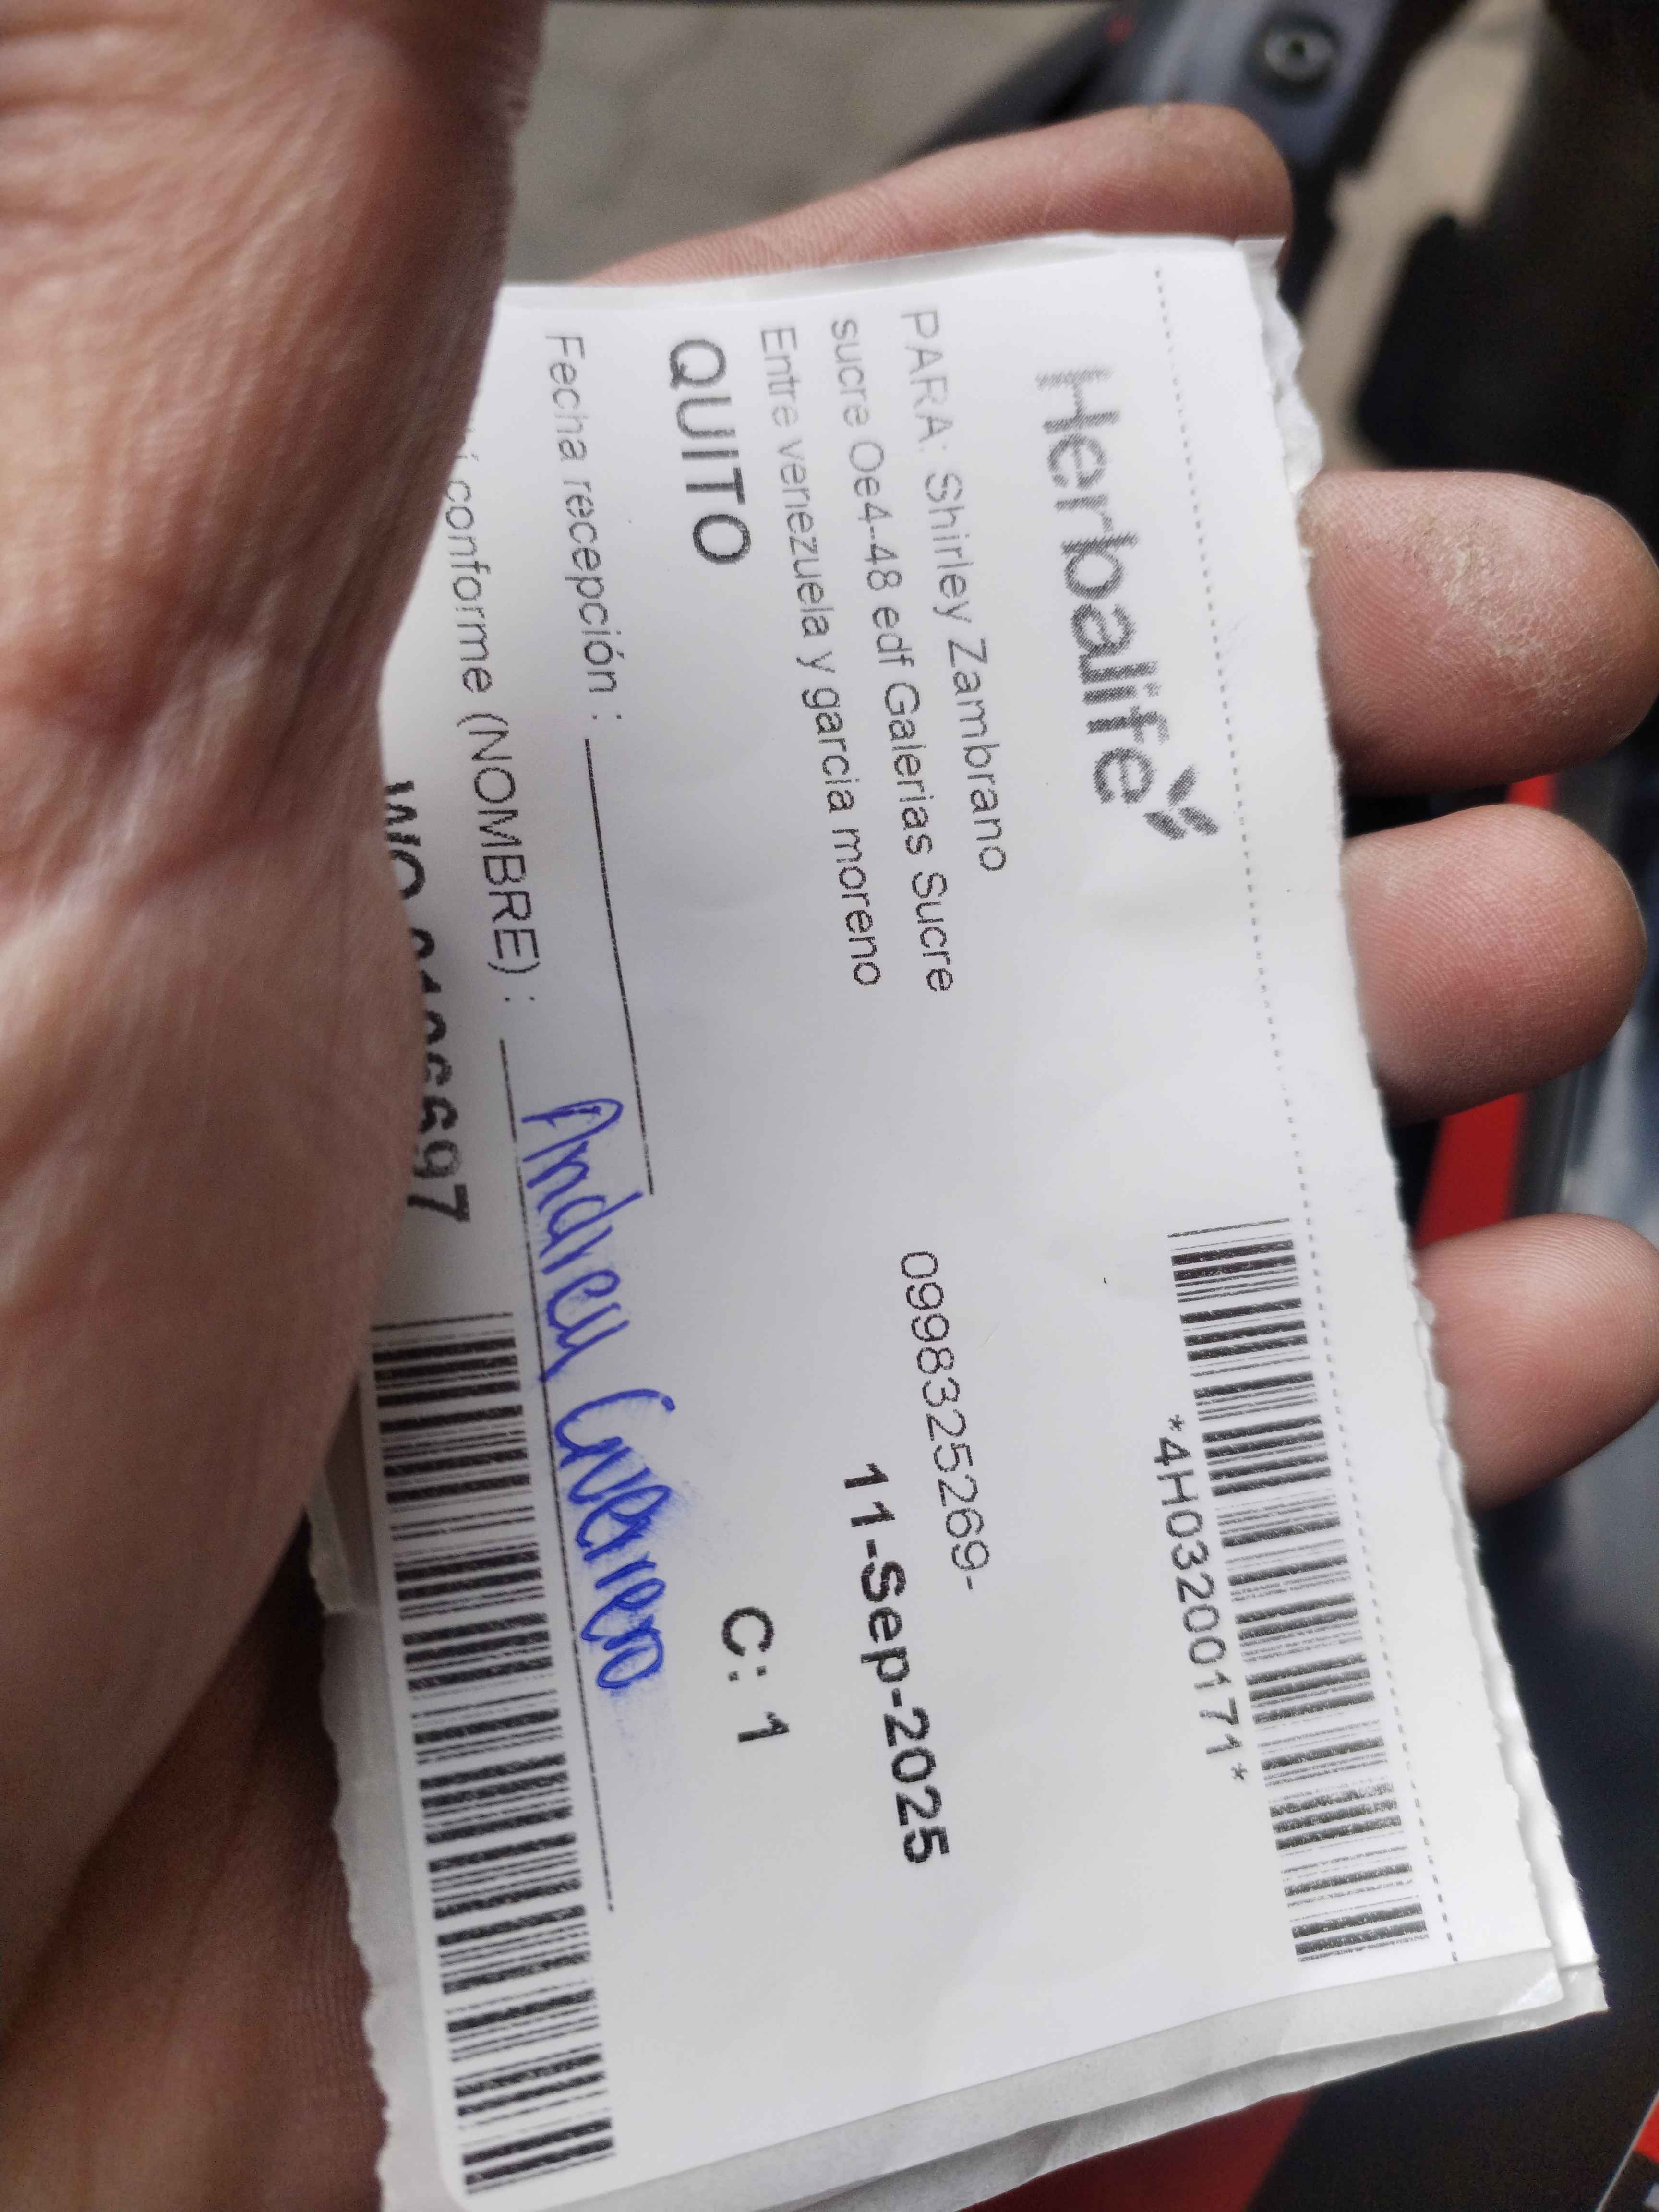 Herbalife
*4H03200171*
PARA: Shirley Zambrano
0998325269-
sucre Oe4-48 edf Galerias Sucre
11-Sep-2025
Entre venezuela y garcia moreno
QUITO
C: 1
Fecha recepción :
conforme (NOMBRE) : Andrea Guerrero